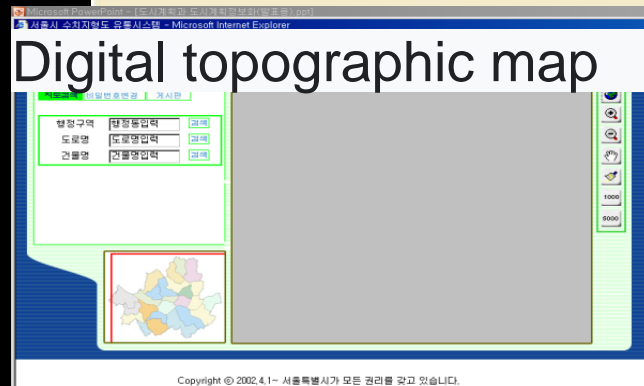 Microsoft PowerPoint - [도시계획과 도시계획정보화(발표용).ppt]
서울시 수치지형도 유통시스템 - Microsoft Internet Explorer
Digital topographic map
지도검색 비밀번호변경 게시판
행정구역 행정동입력 검색
도로명 도로명입력 검색
건물명 건물명입력 검색
1000
5000
Copyright ⓒ 2002,4,1~ 서울특별시가 모든 권리를 갖고 있습니다.